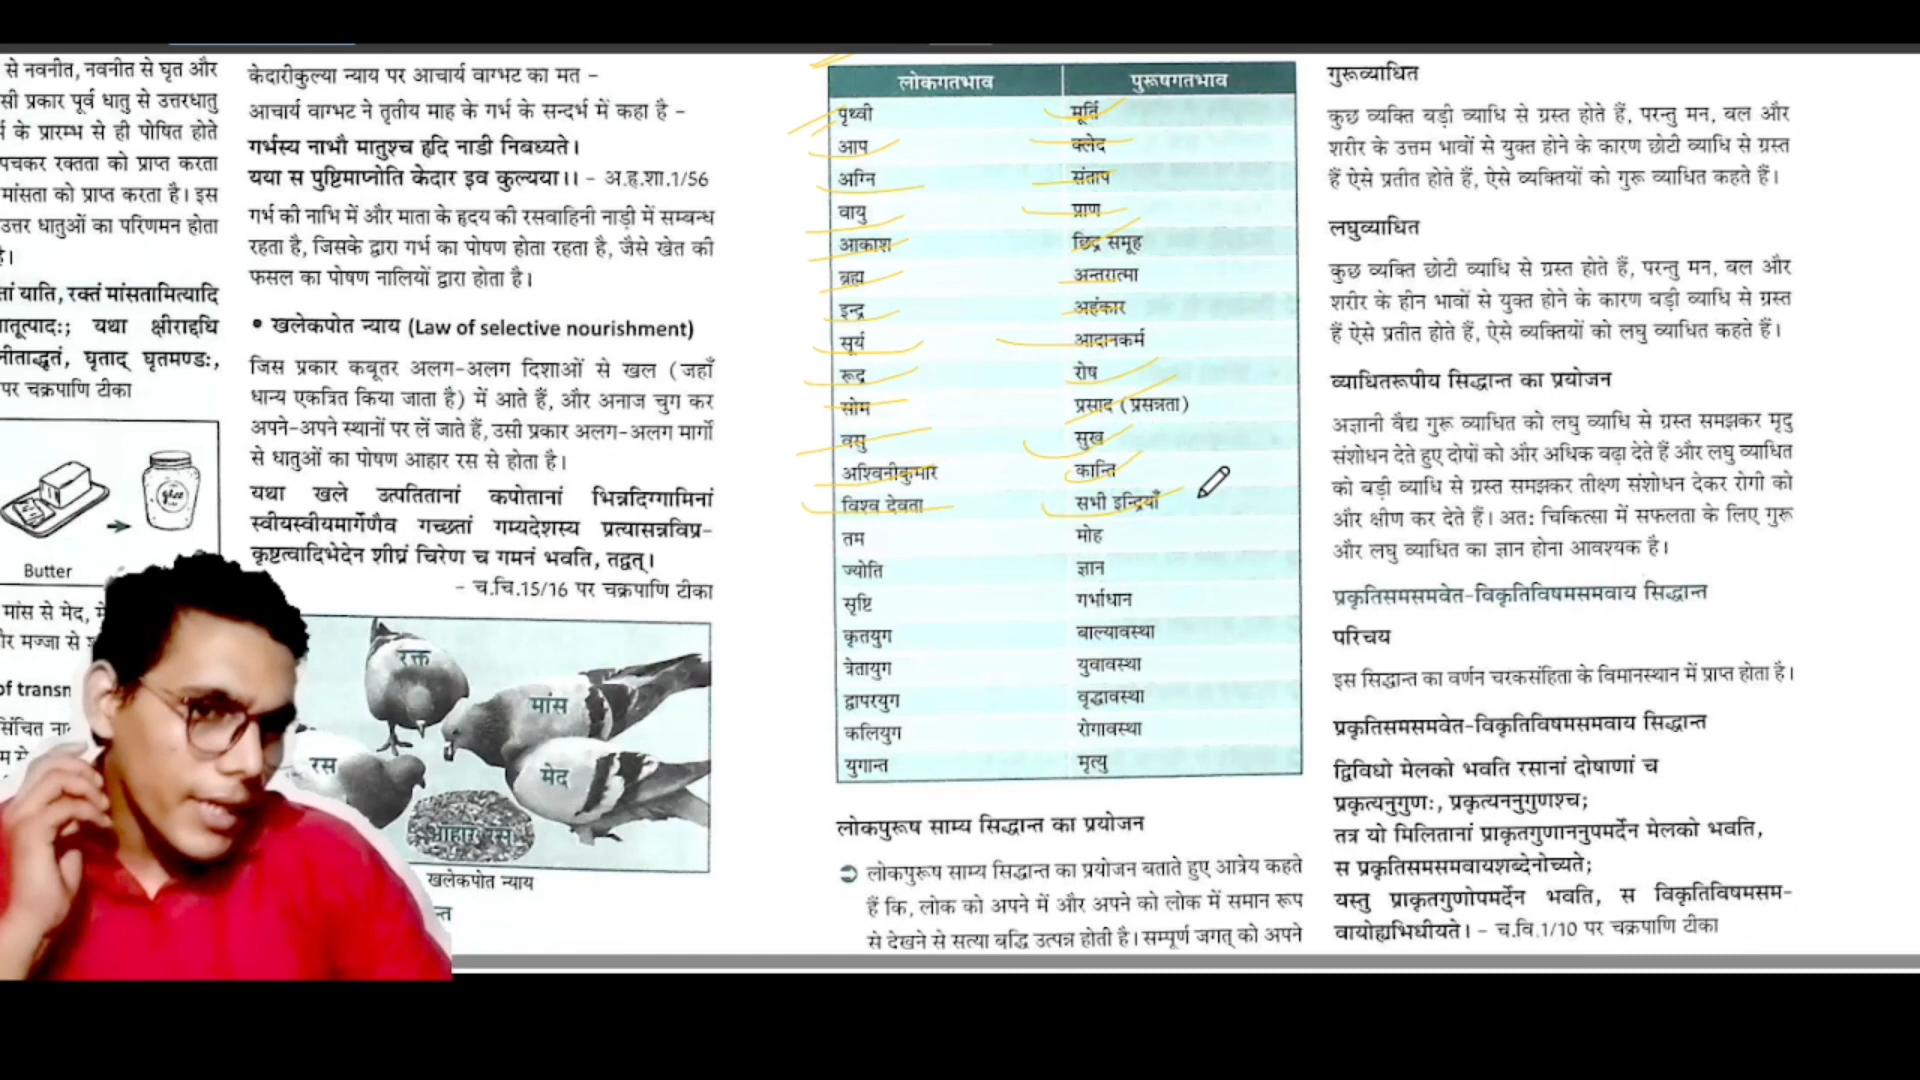 से नवनीत, नवनीत से घृत और
सी प्रकार पूर्व धातु से उत्तरधातु
के प्रारम्भ से ही पोषित होते
पचकर रक्तता को प्राप्त करता
मांसता को प्राप्त करता है। इस
उत्तर धातुओं का परिणमन होता
है।
तां याति, रक्तं मांसतामित्यादि
यथा क्षीराद्दधि
घृताद् घृतमण्डः,
पर चक्रपाणि टीका
ghee
Butter
मांस से मेद,
और मज्जा से
of transm
सिंचित
केदारीकुल्या न्याय पर आचार्य वाग्भट का मत –
आचार्य वाग्भट ने तृतीय माह के गर्भ के सन्दर्भ में कहा है –
गर्भस्य नाभौ मातुश्च हृदि नाडी निबध्यते।
यया स पुष्टिमाप्नोति केदार इव कुल्यया।। – अ.ह.शा.1/56
गर्भ की नाभि में और माता के हृदय की रसवाहिनी नाड़ी में सम्बन्ध
रहता है, जिसके द्वारा गर्भ का पोषण होता रहता है, जैसे खेत की
फसल का पोषण नालियों द्वारा होता है।
• खलेकपोत न्याय (Law of selective nourishment)
जिस प्रकार कबूतर अलग-अलग दिशाओं से खल (जहाँ
धान्य एकत्रित किया जाता है) में आते हैं, और अनाज चुग कर
अपने-अपने स्थानों पर लें जाते हैं, उसी प्रकार अलग-अलग मार्गो
से धातुओं का पोषण आहार रस से होता है।
यथा खले उत्पतितानां कपोतानां भिन्नदिग्गामिनां
स्वीयस्वीयमार्गेणैव गच्छतां गम्यदेशस्य प्रत्यासन्नविप्र-
कृष्टत्वादिभेदेन शीघ्रं चिरेण च गमनं भवति, तद्वत्।
– च.चि.15/16 पर चक्रपाणि टीका
रक्त
मांस
रस
मेद
आहार रस
खलेकपोत न्याय
न्त
लोकगतभाव पुरूषगतभाव
पृथ्वी मूर्ति
आप क्लेद
अग्नि संताप
वायु प्राण
आकाश छिद्र समूह
ब्रह्म अन्तरात्मा
इन्द्र अहंकार
सूर्य आदानकर्म
रूद्र रोष
सोम प्रसाद (प्रसन्नता)
वसु सुख
अश्विनीकुमार कान्ति
विश्व देवता सभी इन्द्रियाँ
तम मोह
ज्योति ज्ञान
सृष्टि गर्भाधान
कृतयुग बाल्यावस्था
त्रेतायुग युवावस्था
द्वापरयुग वृद्धावस्था
कलियुग रोगावस्था
युगान्त मृत्यु
लोकपुरूष साम्य सिद्धान्त का प्रयोजन
लोकपुरूष साम्य सिद्धान्त का प्रयोजन बताते हुए आत्रेय कहते
हैं कि, लोक को अपने में और अपने को लोक में समान रूप
से देखने से सत्या बुद्धि उत्पन्न होती है। सम्पूर्ण जगत् को अपने
गुरूव्याधित
कुछ व्यक्ति बड़ी व्याधि से ग्रस्त होते हैं, परन्तु मन, बल और
शरीर के उत्तम भावों से युक्त होने के कारण छोटी व्याधि से ग्रस्त
हैं ऐसे प्रतीत होते हैं, ऐसे व्यक्तियों को गुरू व्याधित कहते हैं।
लघुव्याधित
कुछ व्यक्ति छोटी व्याधि से ग्रस्त होते हैं, परन्तु मन, बल और
शरीर के हीन भावों से युक्त होने के कारण बड़ी व्याधि से ग्रस्त
हैं ऐसे प्रतीत होते हैं, ऐसे व्यक्तियों को लघु व्याधित कहते हैं।
व्याधितरूपीय सिद्धान्त का प्रयोजन
अज्ञानी वैद्य गुरू व्याधित को लघु व्याधि से ग्रस्त समझकर मृदु
संशोधन देते हुए दोषों को और अधिक बढ़ा देते हैं और लघु व्याधित
को बड़ी व्याधि से ग्रस्त समझकर तीक्ष्ण संशोधन देकर रोगी को
और क्षीण कर देते हैं। अतः चिकित्सा में सफलता के लिए गुरू
और लघु व्याधित का ज्ञान होना आवश्यक है।
प्रकृतिसमसमवेत-विकृतिविषमसमवाय सिद्धान्त
परिचय
इस सिद्धान्त का वर्णन चरकसंहिता के विमानस्थान में प्राप्त होता है।
प्रकृतिसमसमवेत-विकृतिविषमसमवाय सिद्धान्त
द्विविधो मेलको भवति रसानां दोषाणां च
प्रकृत्यनुगुणः, प्रकृत्यननुगुणश्च;
तत्र यो मिलितानां प्राकृतगुणाननुपमर्देन मेलको भवति,
स प्रकृतिसमसमवायशब्देनोच्यते;
यस्तु प्राकृतगुणोपमर्देन भवति, स विकृतिविषमसम-
वायोह्यभिधीयते। – च.वि.1/10 पर चक्रपाणि टीका